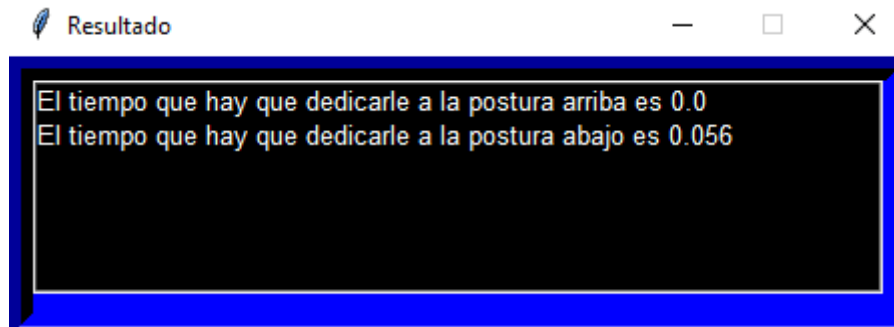 Resultado
El tiempo que hay que dedicarle a la postura arriba es 0.0
El tiempo que hay que dedicarle a la postura abajo es 0.056